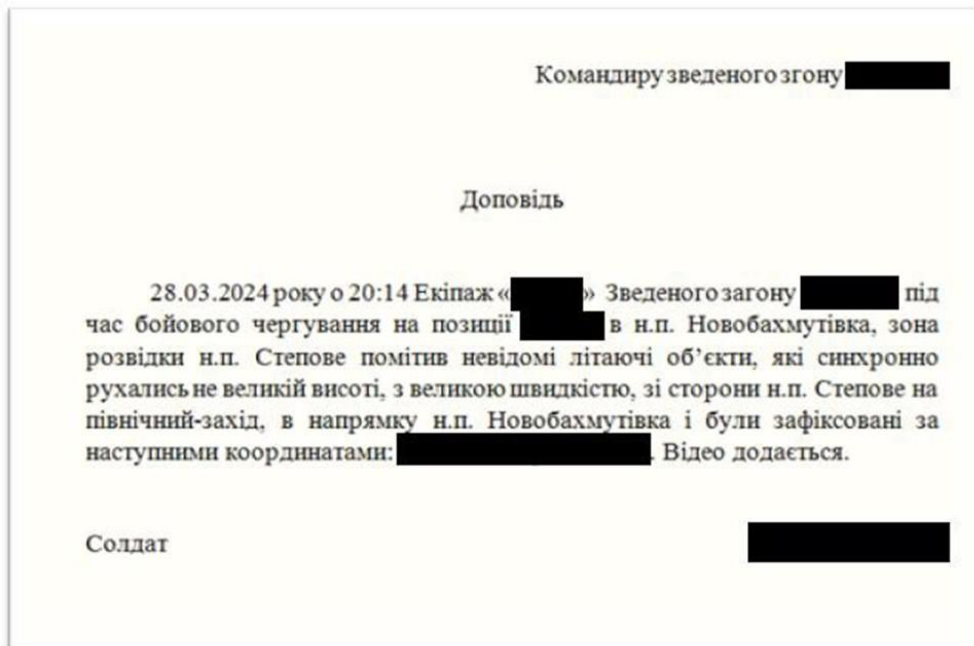 Командиру зведеного згону
Доповідь
28.03.2024 року о 20:14 Екіпаж « » Зведеного загону під
час бойового чергування на позиції в н.п. Новобахмутівка, зона
розвідки н.п. Степове помітив невідомі літаючі об’єкти, які синхронно
рухались не великій висоті, з великою швидкістю, зі сторони н.п. Степове на
північний-захід, в напрямку н.п. Новобахмутівка і були зафіксовані за
наступними координатами: . Відео додається.
Солдат